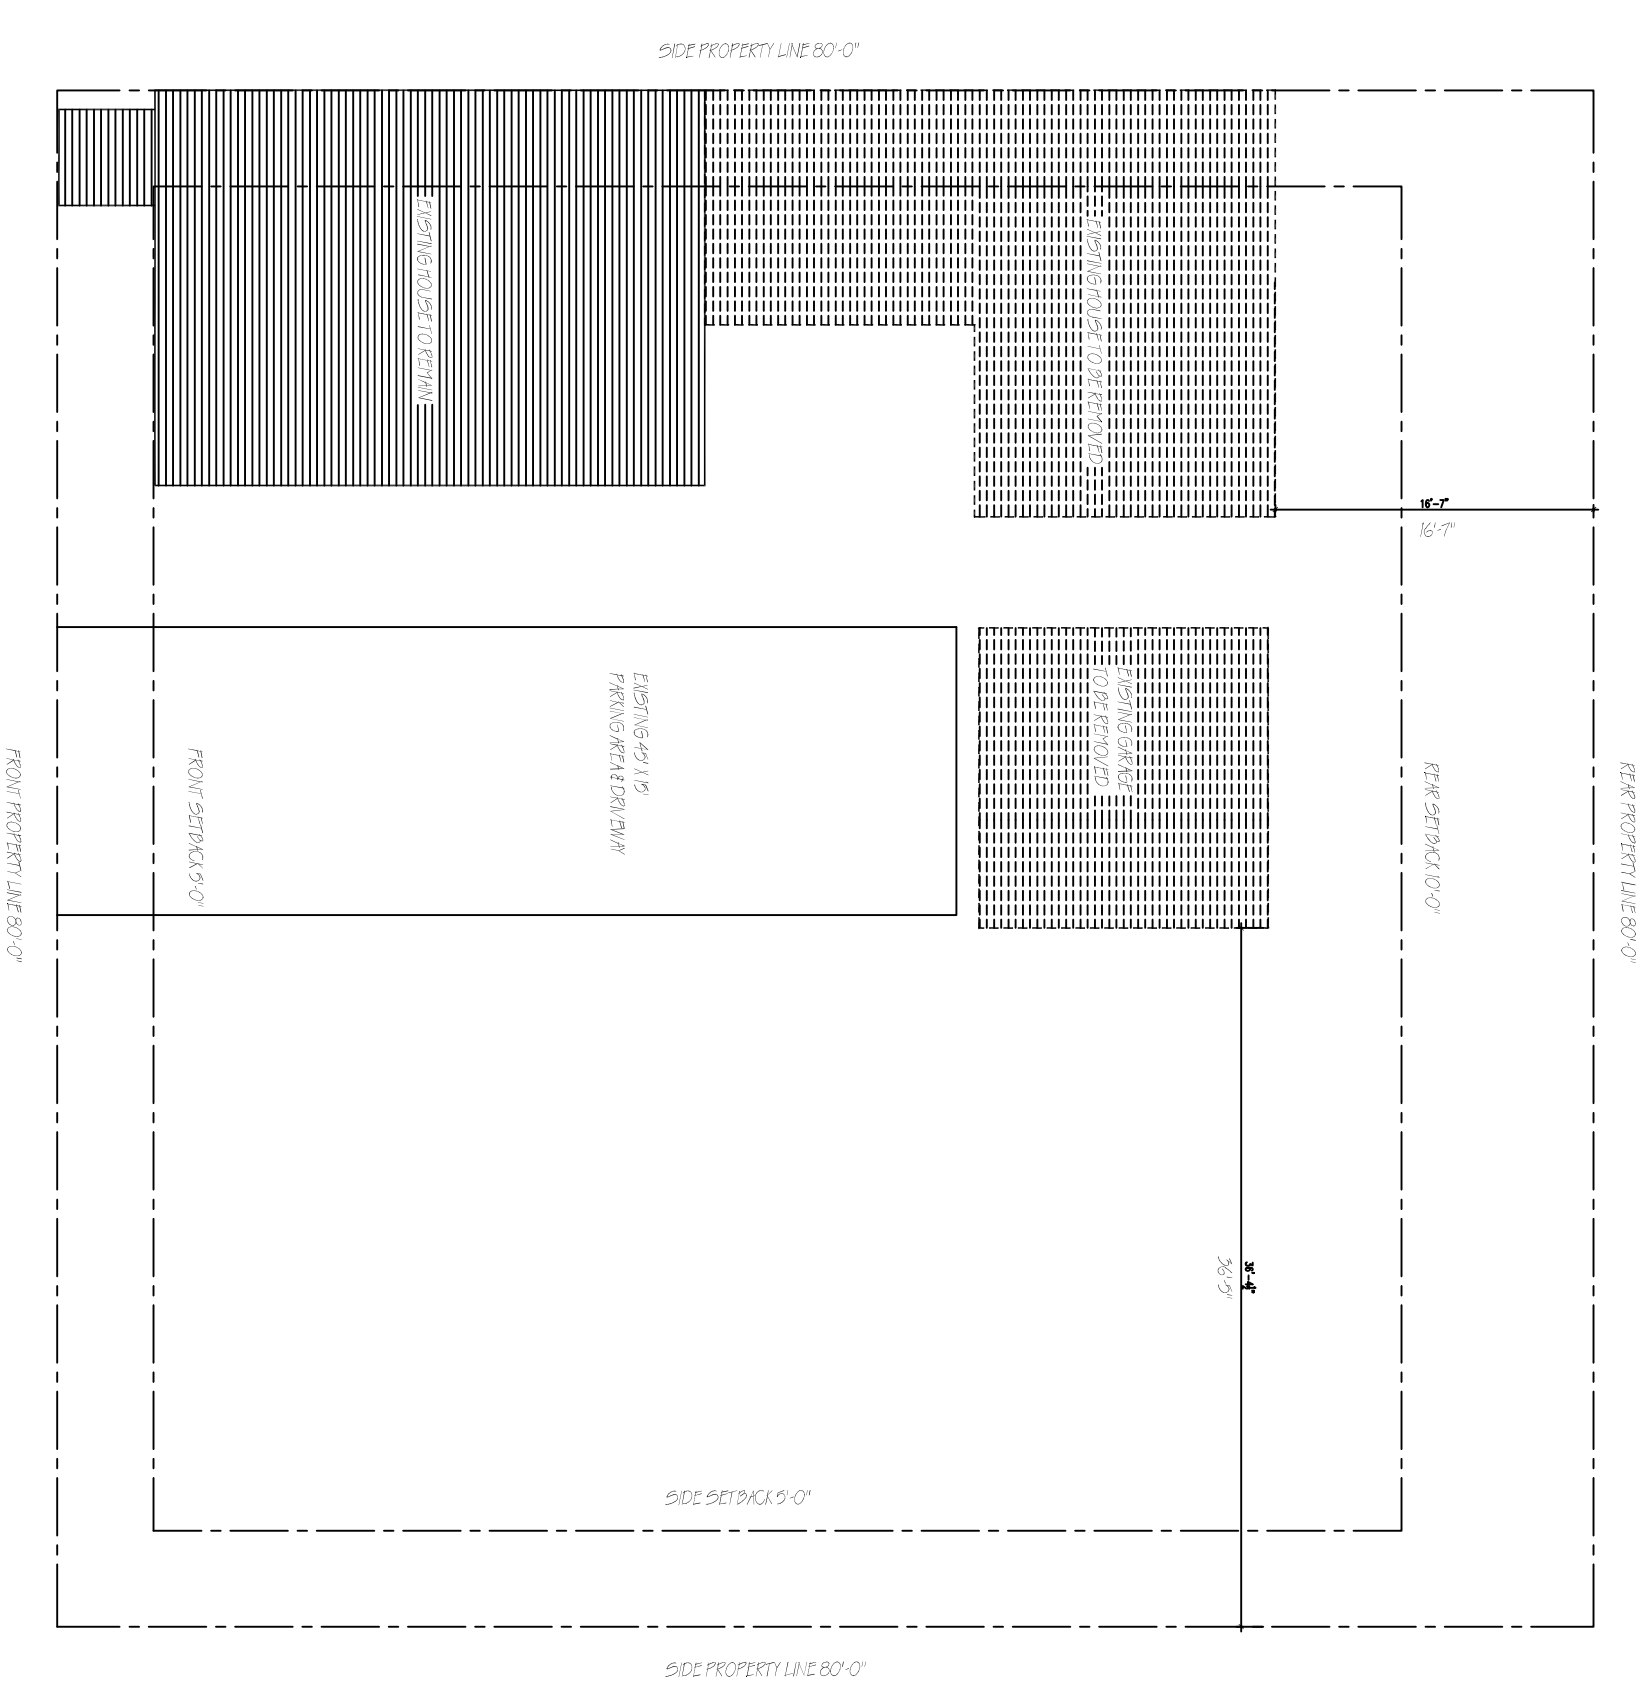 SIDE PROPERTY LINE 80'-0"
EXISTING HOUSE TO REMAIN
EXISTING HOUSE TO BE REMOVED
16'-7"
16'-7"
EXISTING 45' X 15'
PARKING AREA & DRIVEWAY
EXISTING GARAGE
TO BE REMOVED
FRONT PROPERTY LINE 80'-0"
FRONT SETBACK 5'-0"
REAR SETBACK 10'-0"
REAR PROPERTY LINE 80'-0"
36'-4½"
36'-5"
SIDE SETBACK 5'-0"
SIDE PROPERTY LINE 80'-0"